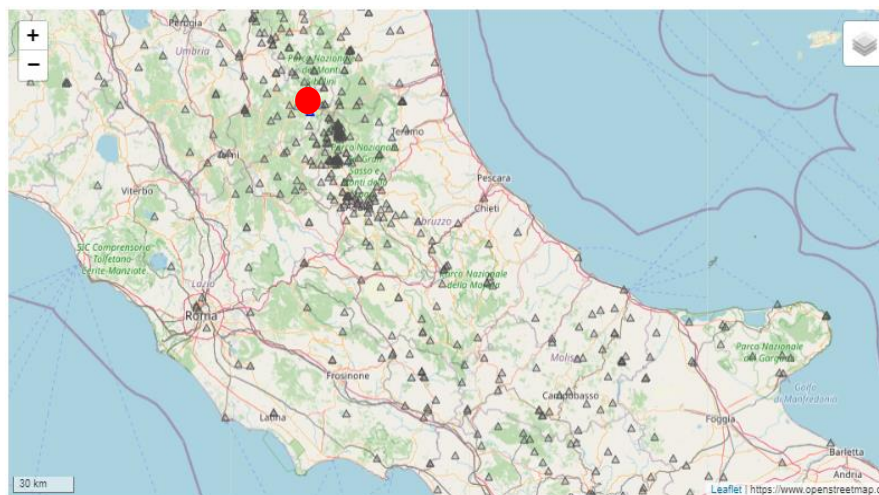 Perugia
+
−
Umbria
Parco Nazionale
dei Monti
Sibillini
Teramo
Parco Nazionale
del Gran
Sasso e
Monti della
Viterbo
Pescara
Chieti
Abruzzo
SIC Comprensorio
Tolfetano-
Cerite-Manziate
Lazio
Parco Nazionale
della Majella
Roma
Molise
Parco Nazionale
del Gargano
Frosinone
Campobasso
Golfo
di Manfredonia
Latina
Foggia
Barletta
Andria
30 km
Leaflet | https://www.openstreetmap.o